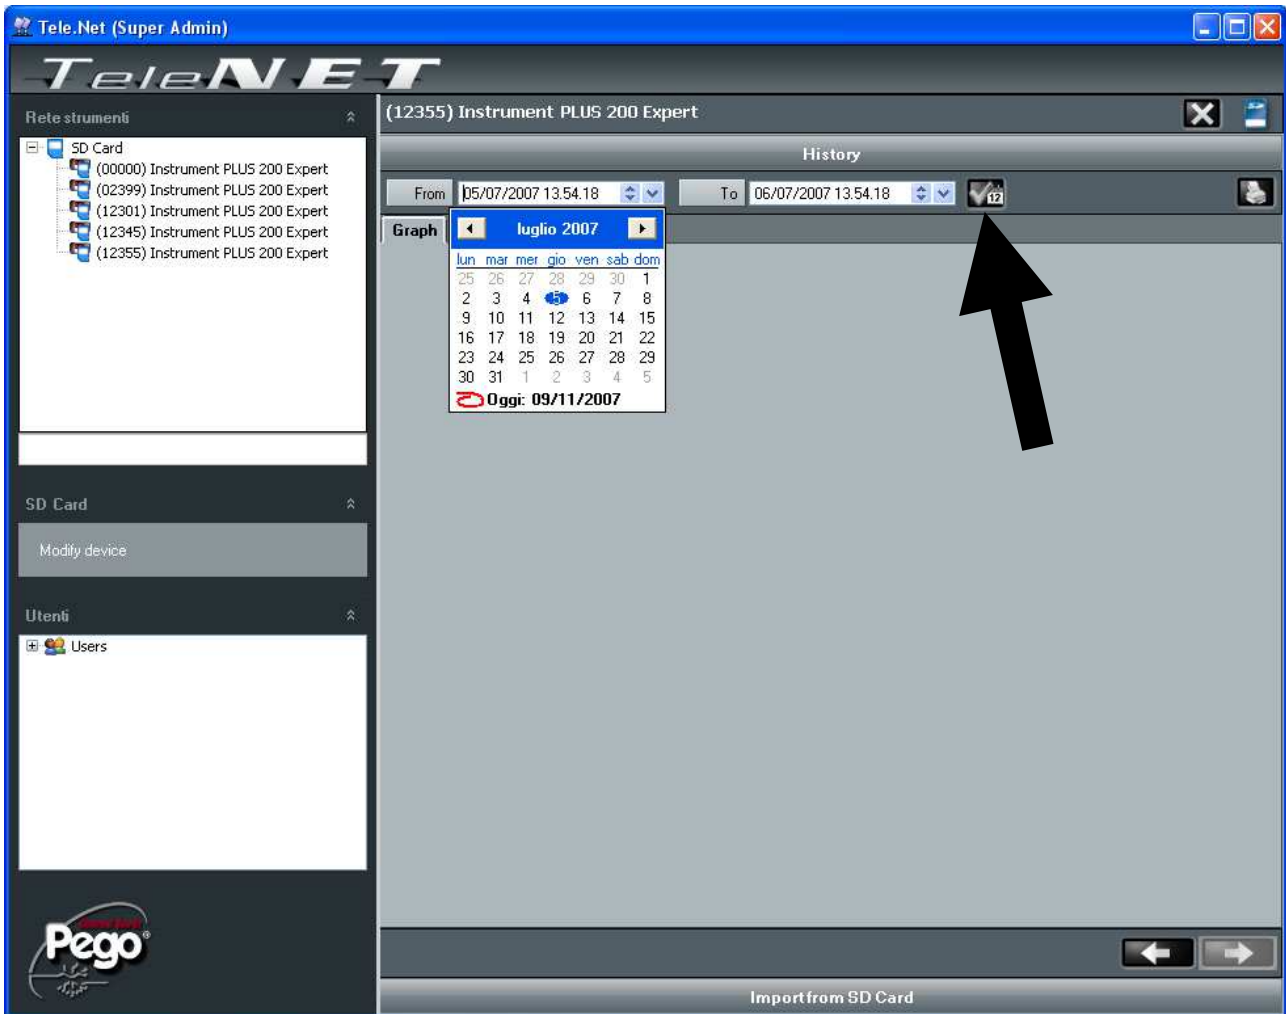 Tele.Net (Super Admin)
TeleNET
Rete strumenti
(12355) Instrument PLUS 200 Expert
SD Card
(00000) Instrument PLUS 200 Expert
(02399) Instrument PLUS 200 Expert
(12301) Instrument PLUS 200 Expert
(12345) Instrument PLUS 200 Expert
(12355) Instrument PLUS 200 Expert
History
From 05/07/2007 13.54.18 To 06/07/2007 13.54.18 12
Graph
luglio 2007
lun mar mer gio ven sab dom
25 26 27 28 29 30 1
2 3 4 5 6 7 8
9 10 11 12 13 14 15
16 17 18 19 20 21 22
23 24 25 26 27 28 29
30 31 1 2 3 4 5
Oggi: 09/11/2007
SD Card
Modify device
Utenti
Users
Pego®
Import from SD Card